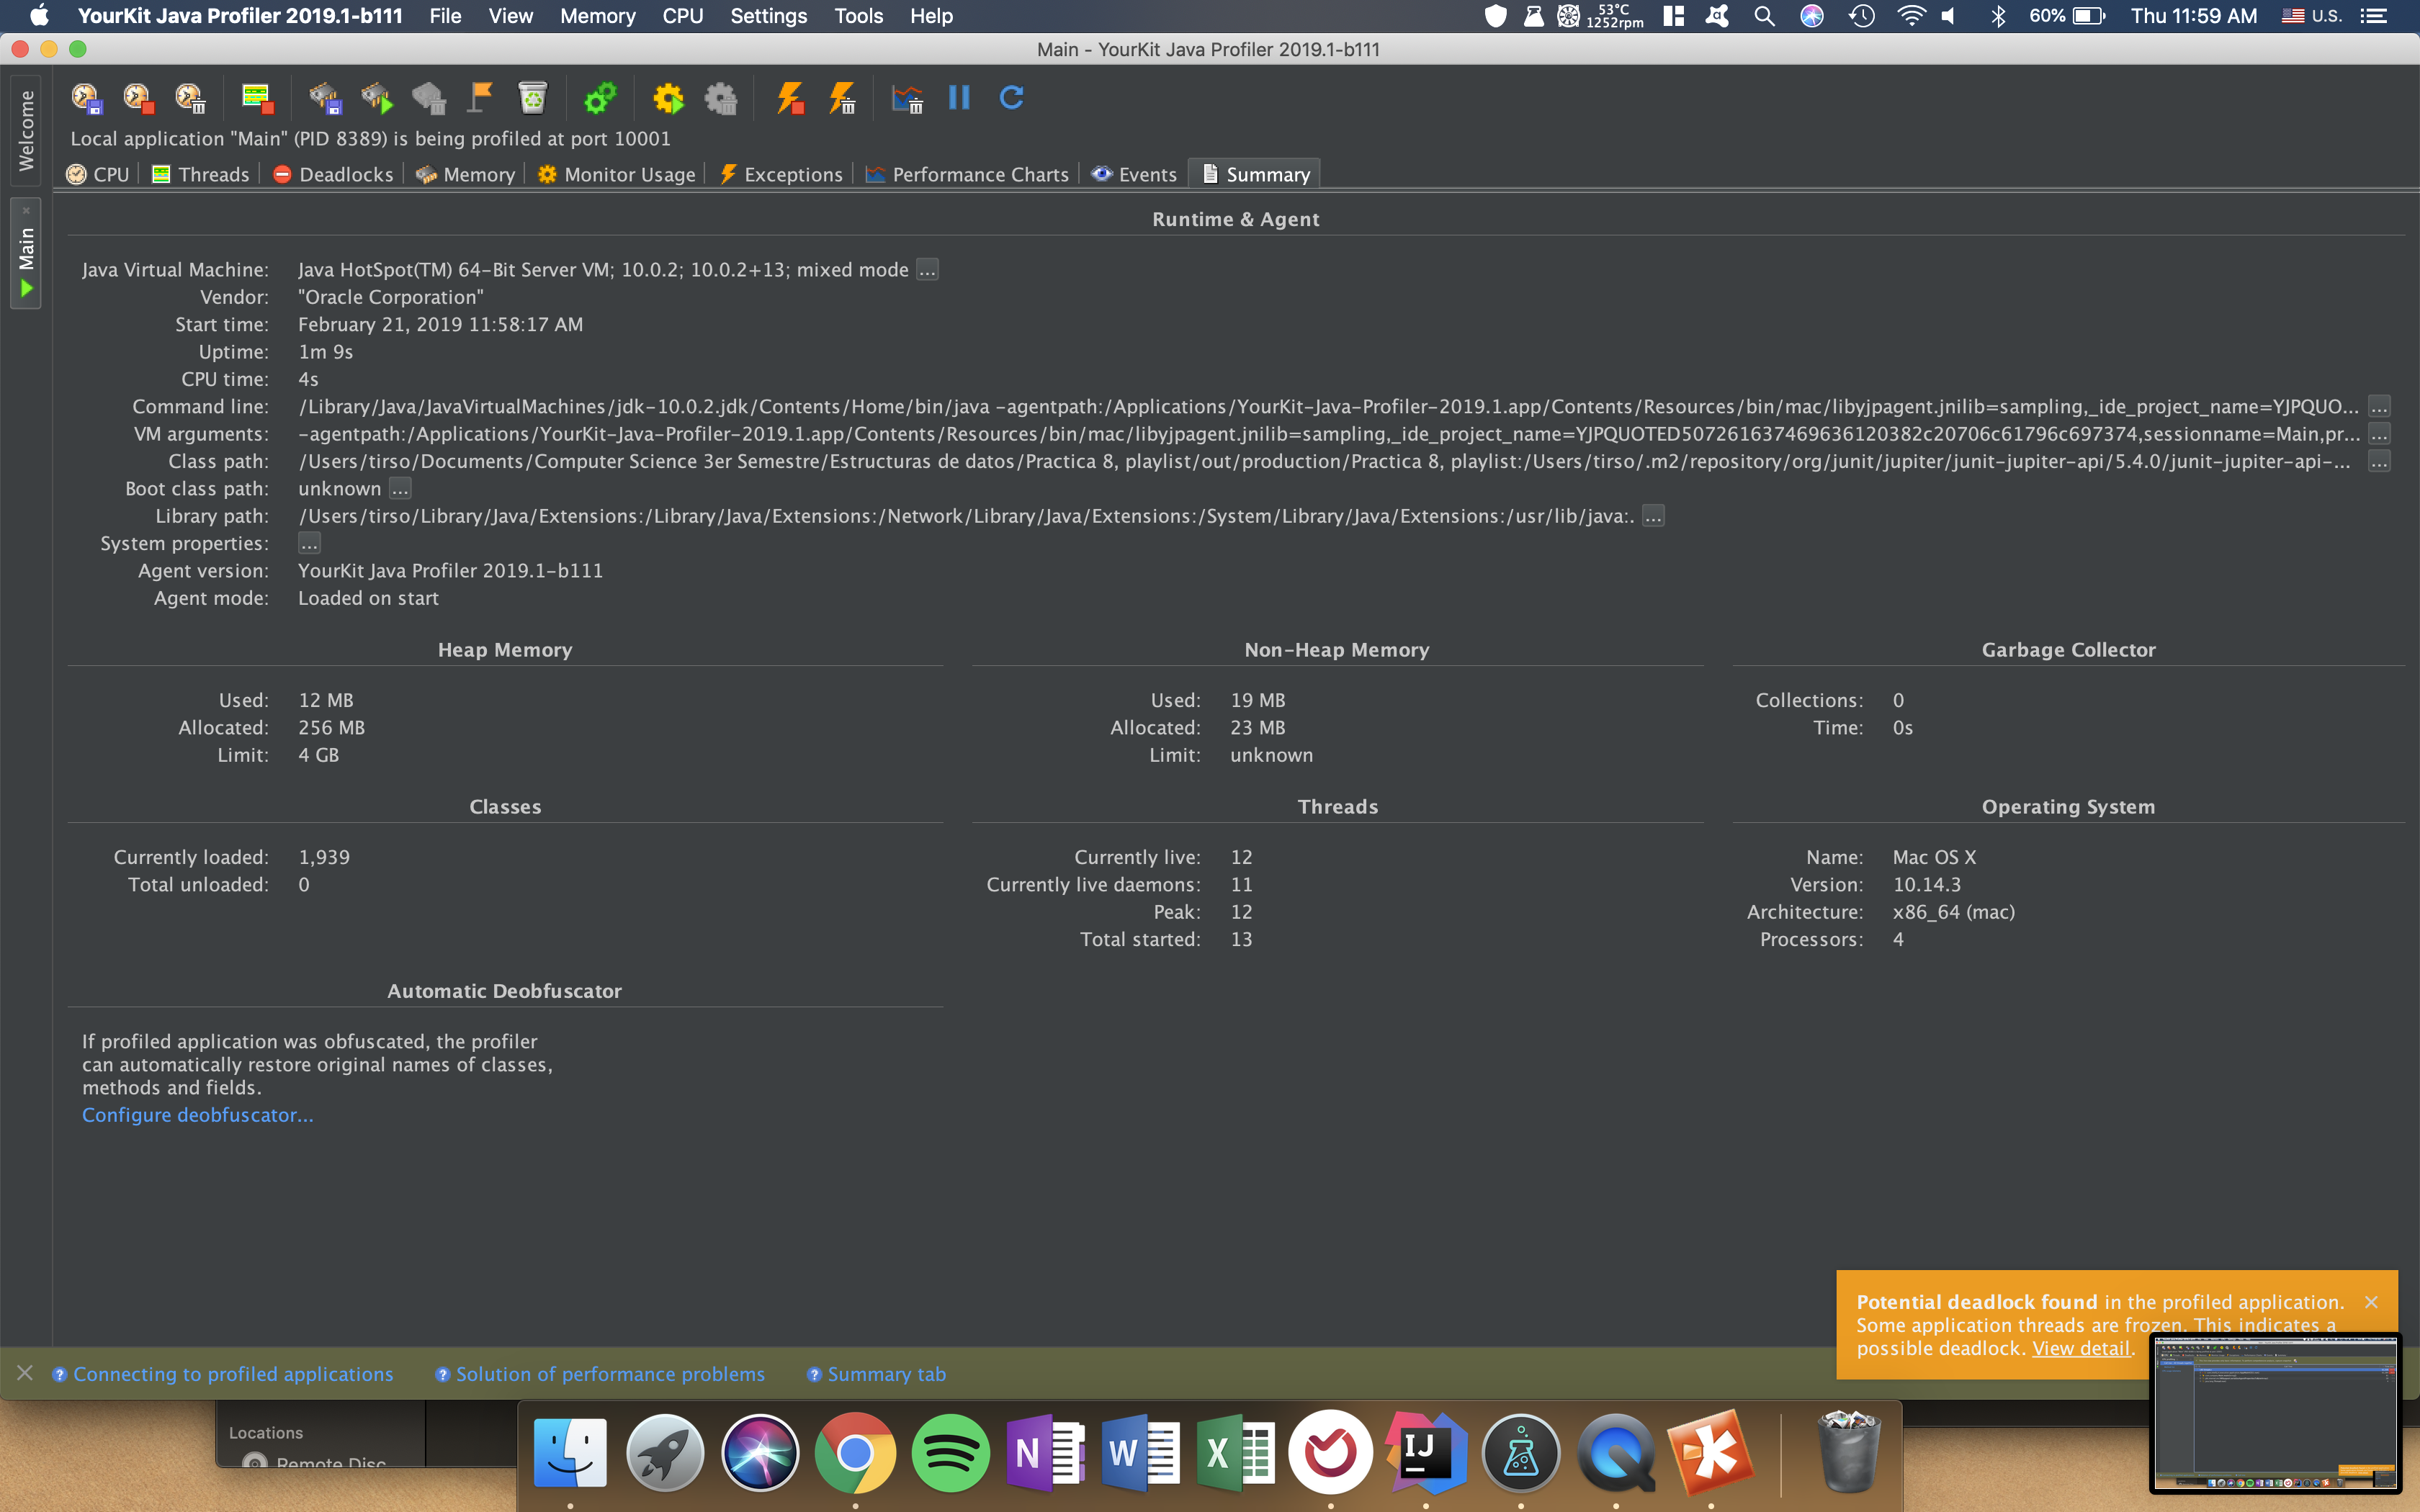 YourKit Java Profiler 2019.1-b111 File View Memory CPU Settings Tools Help 53°C 1252rpm 60% Thu 11:59 AM U.S.
Main - YourKit Java Profiler 2019.1-b111
Welcome
Main
Local application "Main" (PID 8389) is being profiled at port 10001
CPU Threads Deadlocks Memory Monitor Usage Exceptions Performance Charts Events Summary
Runtime & Agent
Java Virtual Machine: Java HotSpot(TM) 64-Bit Server VM; 10.0.2; 10.0.2+13; mixed mode ...
Vendor: "Oracle Corporation"
Start time: February 21, 2019 11:58:17 AM
Uptime: 1m 9s
CPU time: 4s
Command line: /Library/Java/JavaVirtualMachines/jdk-10.0.2.jdk/Contents/Home/bin/java -agentpath:/Applications/YourKit-Java-Profiler-2019.1.app/Contents/Resources/bin/mac/libyjpagent.jnilib=sampling,_ide_project_name=YJPQUO... ...
VM arguments: -agentpath:/Applications/YourKit-Java-Profiler-2019.1.app/Contents/Resources/bin/mac/libyjpagent.jnilib=sampling,_ide_project_name=YJPQUOTED507261637469636120382c20706c61796c697374,sessionname=Main,pr... ...
Class path: /Users/tirso/Documents/Computer Science 3er Semestre/Estructuras de datos/Practica 8, playlist/out/production/Practica 8, playlist:/Users/tirso/.m2/repository/org/junit/jupiter/junit-jupiter-api/5.4.0/junit-jupiter-api-... ...
Boot class path: unknown ...
Library path: /Users/tirso/Library/Java/Extensions:/Library/Java/Extensions:/Network/Library/Java/Extensions:/System/Library/Java/Extensions:/usr/lib/java:. ...
System properties: ...
Agent version: YourKit Java Profiler 2019.1-b111
Agent mode: Loaded on start
Heap Memory
Used: 12 MB
Allocated: 256 MB
Limit: 4 GB
Non-Heap Memory
Used: 19 MB
Allocated: 23 MB
Limit: unknown
Garbage Collector
Collections: 0
Time: 0s
Classes
Currently loaded: 1,939
Total unloaded: 0
Threads
Currently live: 12
Currently live daemons: 11
Peak: 12
Total started: 13
Operating System
Name: Mac OS X
Version: 10.14.3
Architecture: x86_64 (mac)
Processors: 4
Automatic Deobfuscator
If profiled application was obfuscated, the profiler
can automatically restore original names of classes,
methods and fields.
Configure deobfuscator...
Potential deadlock found in the profiled application.
Some application threads are frozen. This indicates a
possible deadlock. View detail.
Connecting to profiled applications Solution of performance problems Summary tab
Locations
Remote Disc
N W X IJ